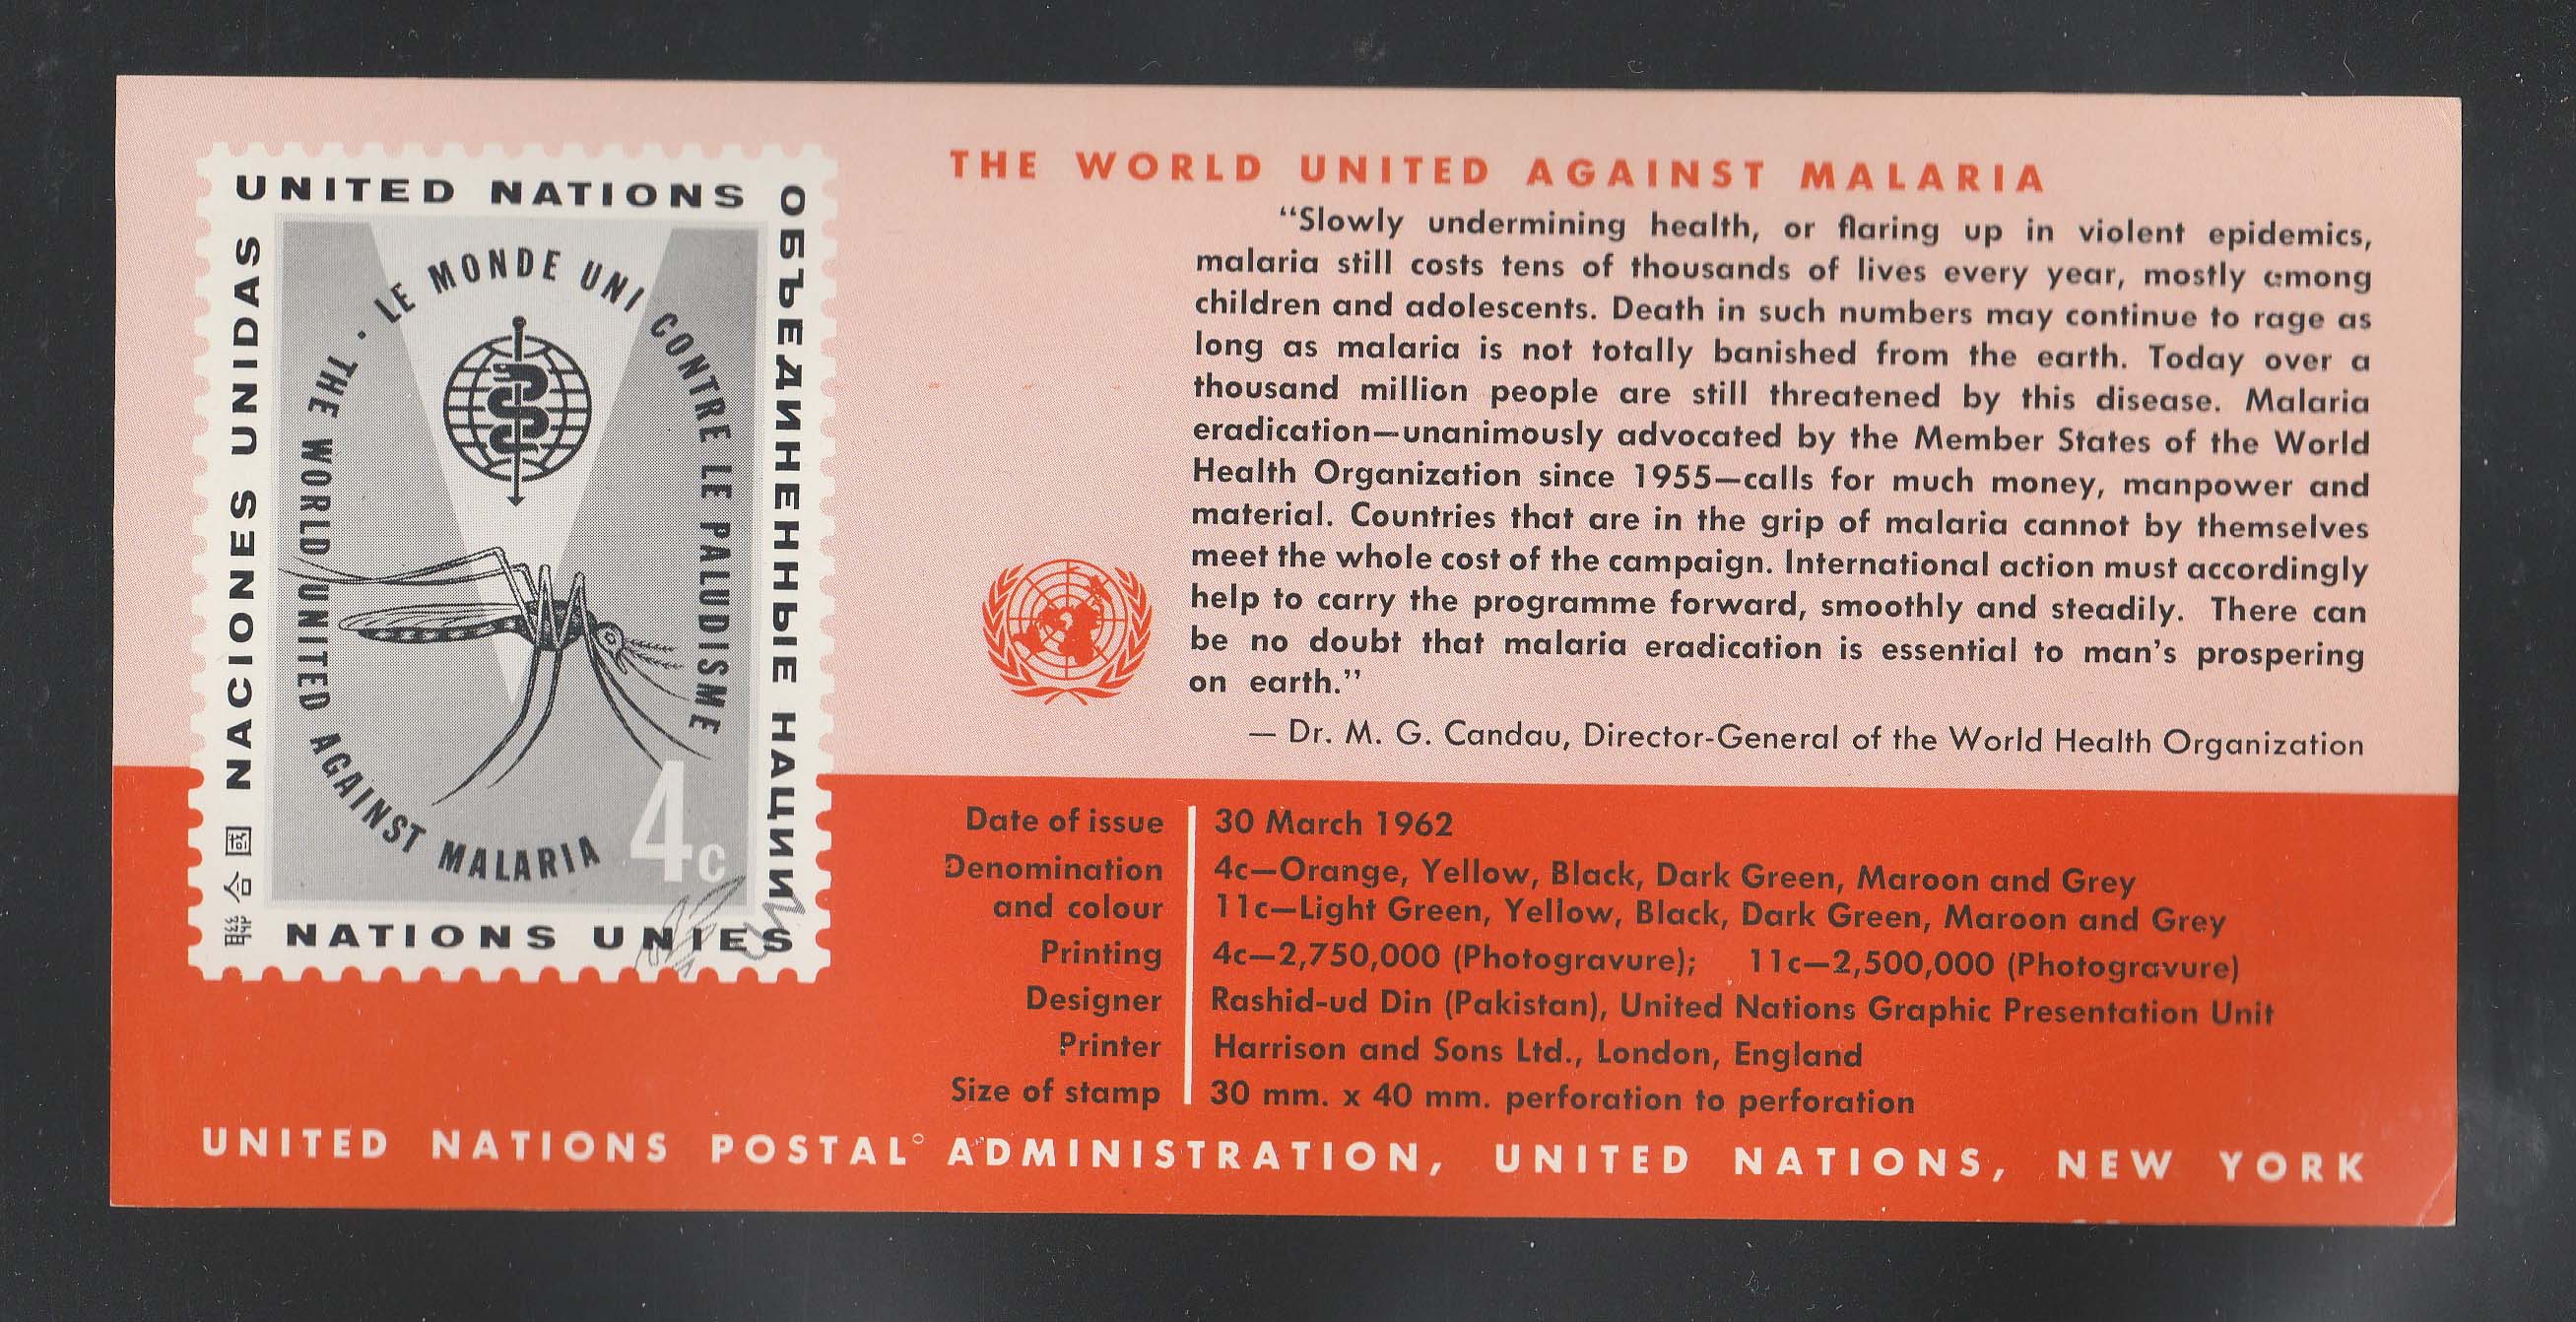 UNITED NATIONS
ОБЪЕДИНЕННЫЕ НАЦИИ
NACIONES UNIDAS
聯合國
NATIONS UNIES
· LE MONDE UNI CONTRE LE PALUDISME
THE WORLD UNITED AGAINST MALARIA
4c
THE WORLD UNITED AGAINST MALARIA
“Slowly undermining health, or flaring up in violent epidemics,
malaria still costs tens of thousands of lives every year, mostly among
children and adolescents. Death in such numbers may continue to rage as
long as malaria is not totally banished from the earth. Today over a
thousand million people are still threatened by this disease. Malaria
eradication—unanimously advocated by the Member States of the World
Health Organization since 1955—calls for much money, manpower and
material. Countries that are in the grip of malaria cannot by themselves
meet the whole cost of the campaign. International action must accordingly
help to carry the programme forward, smoothly and steadily. There can
be no doubt that malaria eradication is essential to man’s prospering
on earth.”
— Dr. M. G. Candau, Director-General of the World Health Organization
Date of issue 30 March 1962
Denomination 4c—Orange, Yellow, Black, Dark Green, Maroon and Grey
and colour 11c—Light Green, Yellow, Black, Dark Green, Maroon and Grey
Printing 4c—2,750,000 (Photogravure); 11c—2,500,000 (Photogravure)
Designer Rashid-ud Din (Pakistan), United Nations Graphic Presentation Unit
Printer Harrison and Sons Ltd., London, England
Size of stamp 30 mm. x 40 mm. perforation to perforation
UNITED NATIONS POSTAL ADMINISTRATION, UNITED NATIONS, NEW YORK